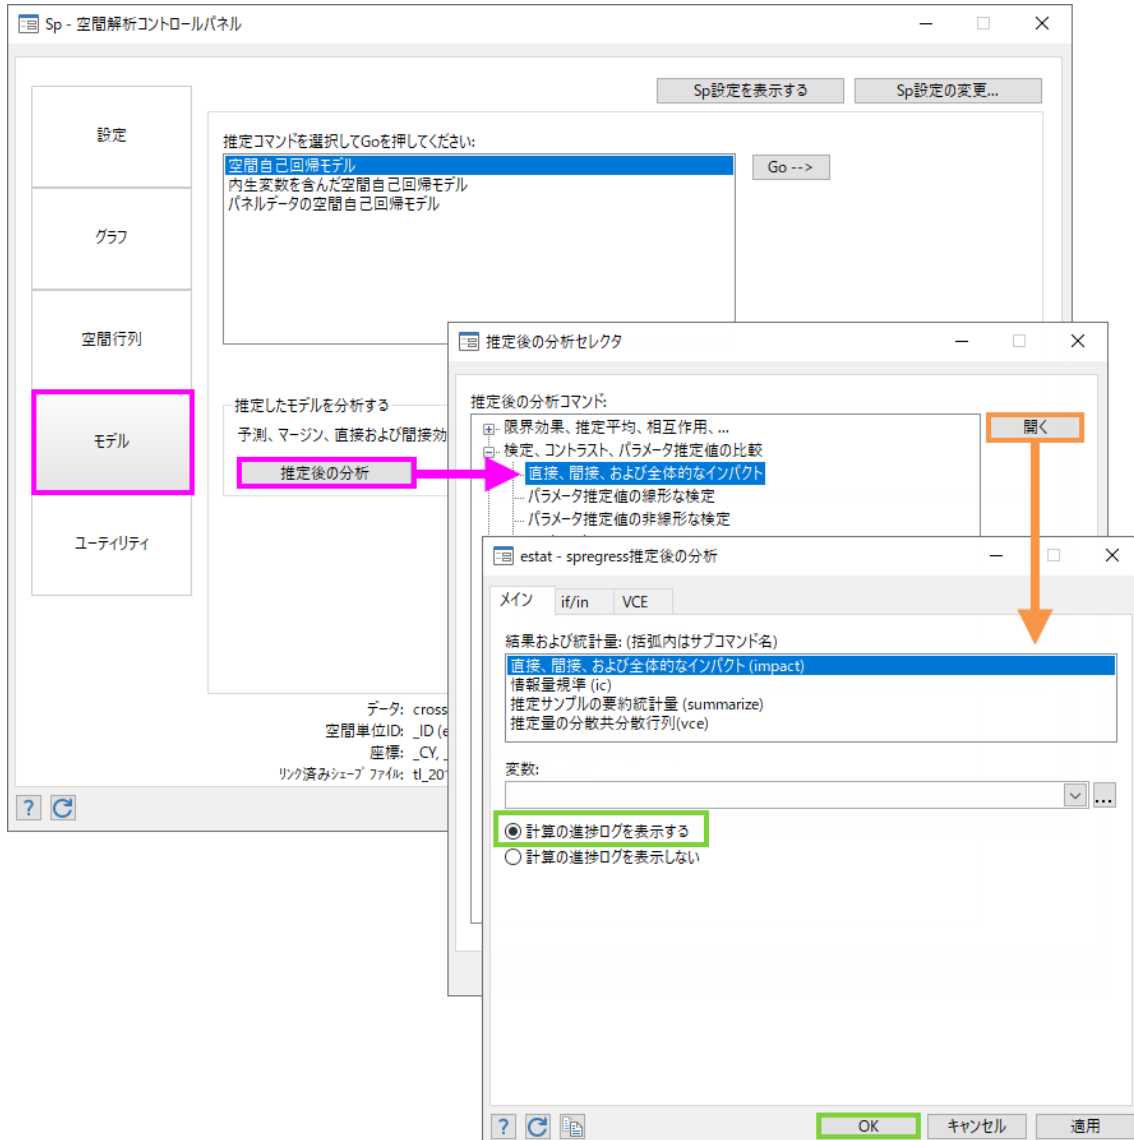 Sp - 空間解析コントロールパネル
Sp設定を表示する
Sp設定の変更...
設定
グラフ
空間行列
モデル
ユーティリティ
推定コマンドを選択してGoを押してください:
空間自己回帰モデル
内生変数を含んだ空間自己回帰モデル
パネルデータの空間自己回帰モデル
Go -->
推定したモデルを分析する
予測、マージン、直接および間接効
推定後の分析
データ: cross
空間単位ID: _ID (e
座標: _CY, _
リンク済みシェープ ファイル: tl_201
?
推定後の分析セレクタ
推定後の分析コマンド:
限界効果、推定平均、相互作用、...
検定、コントラスト、パラメータ推定値の比較
直接、間接、および全体的なインパクト
パラメータ推定値の線形な検定
パラメータ推定値の非線形な検定
開く
estat - spregress推定後の分析
メイン if/in VCE
結果および統計量: (括弧内はサブコマンド名)
直接、間接、および全体的なインパクト (impact)
情報量規準 (ic)
推定サンプルの要約統計量 (summarize)
推定量の分散共分散行列(vce)
変数:
...
計算の進捗ログを表示する
計算の進捗ログを表示しない
?
OK
キャンセル
適用